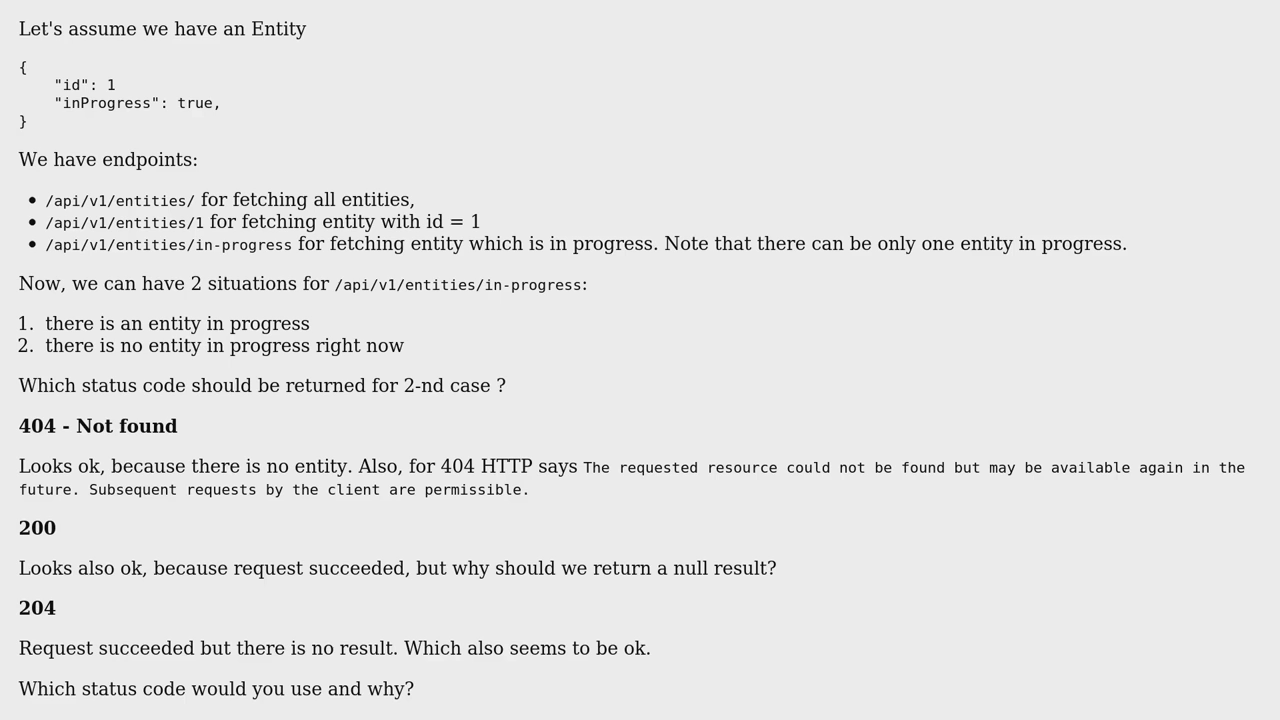 Let's assume we have an Entity
{
    "id": 1
    "inProgress": true,
}
We have endpoints:
• /api/v1/entities/ for fetching all entities,
• /api/v1/entities/1 for fetching entity with id = 1
• /api/v1/entities/in-progress for fetching entity which is in progress. Note that there can be only one entity in progress.
Now, we can have 2 situations for /api/v1/entities/in-progress:
1. there is an entity in progress
2. there is no entity in progress right now
Which status code should be returned for 2-nd case ?
404 - Not found
Looks ok, because there is no entity. Also, for 404 HTTP says The requested resource could not be found but may be available again in the
future. Subsequent requests by the client are permissible.
200
Looks also ok, because request succeeded, but why should we return a null result?
204
Request succeeded but there is no result. Which also seems to be ok.
Which status code would you use and why?